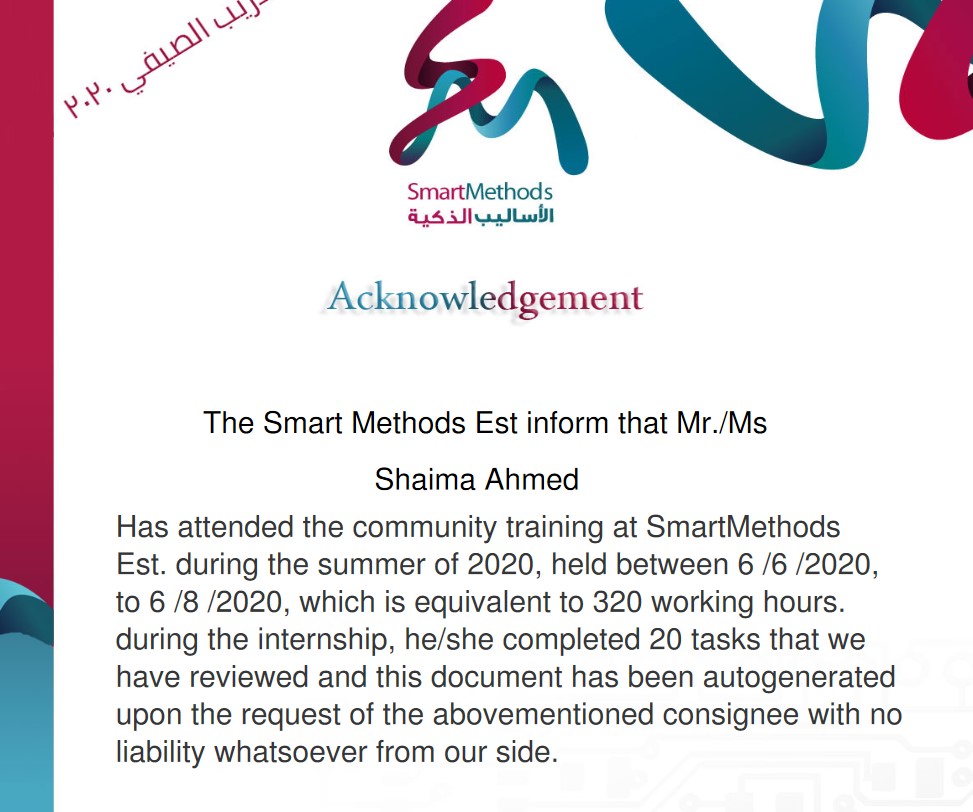 الصيفي ٢٠٢٠
SmartMethods
الأساليب الذكية
Acknowledgement
The Smart Methods Est inform that Mr./Ms
Shaima Ahmed
Has attended the community training at SmartMethods
Est. during the summer of 2020, held between 6 /6 /2020,
to 6 /8 /2020, which is equivalent to 320 working hours.
during the internship, he/she completed 20 tasks that we
have reviewed and this document has been autogenerated
upon the request of the abovementioned consignee with no
liability whatsoever from our side.